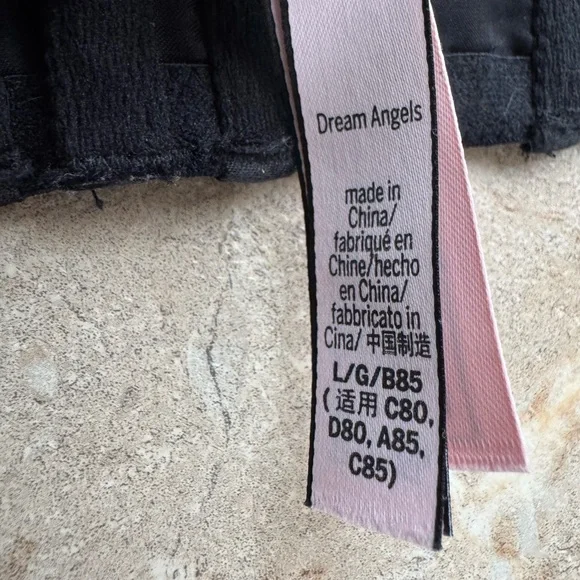 Dream Angels
made in
China/
fabriqué en
Chine/hecho
en China/
fabbricato in
Cina/ 中国制造
L/G/B85
( 适用 C80,
D80, A85,
C85)